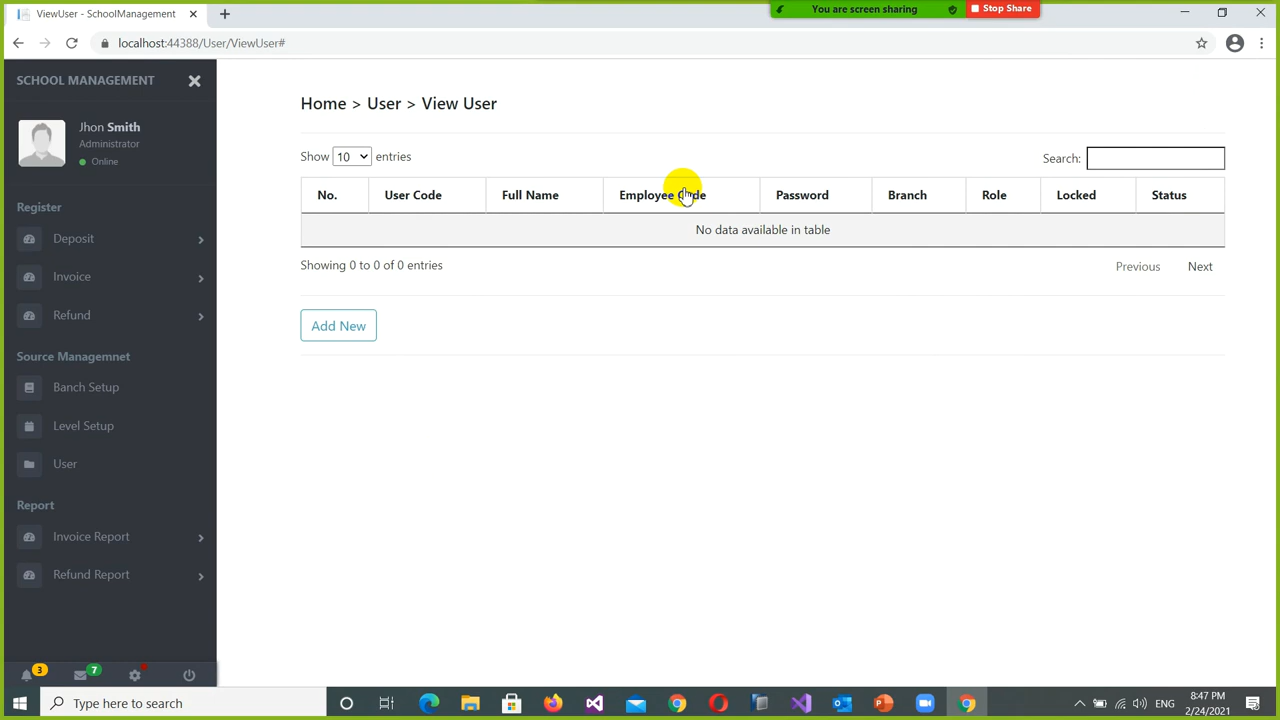 ViewUser - SchoolManagement
You are screen sharing
Stop Share
localhost:44388/User/ViewUser#
SCHOOL MANAGEMENT
Jhon Smith
Administrator
Online
Register
Deposit
Invoice
Refund
Source Managemnet
Banch Setup
Level Setup
User
Report
Invoice Report
Refund Report
3
7
Home > User > View User
Show 10 entries
Search:
No. User Code Full Name Employee Code Password Branch Role Locked Status
No data available in table
Showing 0 to 0 of 0 entries
Previous Next
Add New
Type here to search
ENG
8:47 PM
2/24/2021